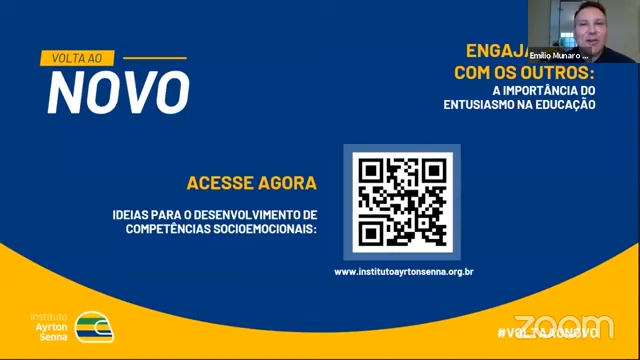 VOLTA AO
NOVO
Emilio Munaro ...
COM OS OUTROS:
A IMPORTÂNCIA DO
ENTUSIASMO NA EDUCAÇÃO
ACESSE AGORA
IDEIAS PARA O DESENVOLVIMENTO DE
COMPETÊNCIAS SOCIOEMOCIONAIS:
www.institutoayrtonsenna.org.br
Instituto
Ayrton
Senna
zoom
#VOLTAAONOVO